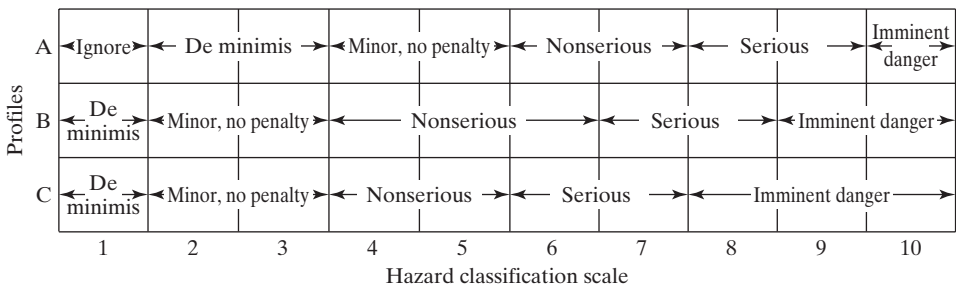 A Ignore De minimis Minor, no penalty Nonserious Serious Imminent danger
B De minimis Minor, no penalty Nonserious Serious Imminent danger
C De minimis Minor, no penalty Nonserious Serious Imminent danger
Profiles
1 2 3 4 5 6 7 8 9 10
Hazard classification scale